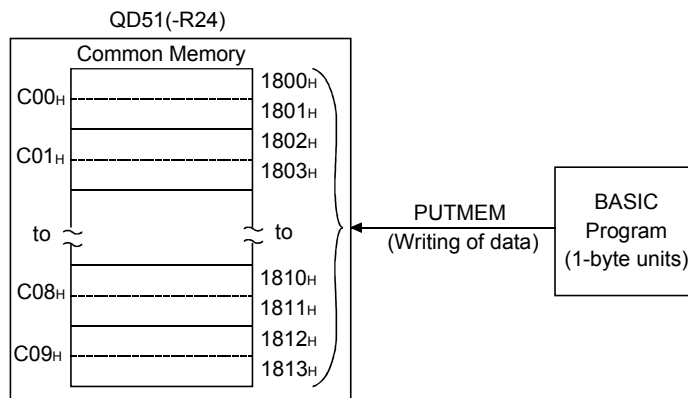 QD51(-R24)
Common Memory
C00H
1800H
1801H
C01H
1802H
1803H
to
to
C08H
1810H
1811H
C09H
1812H
1813H
PUTMEM
(Writing of data)
BASIC
Program
(1-byte units)